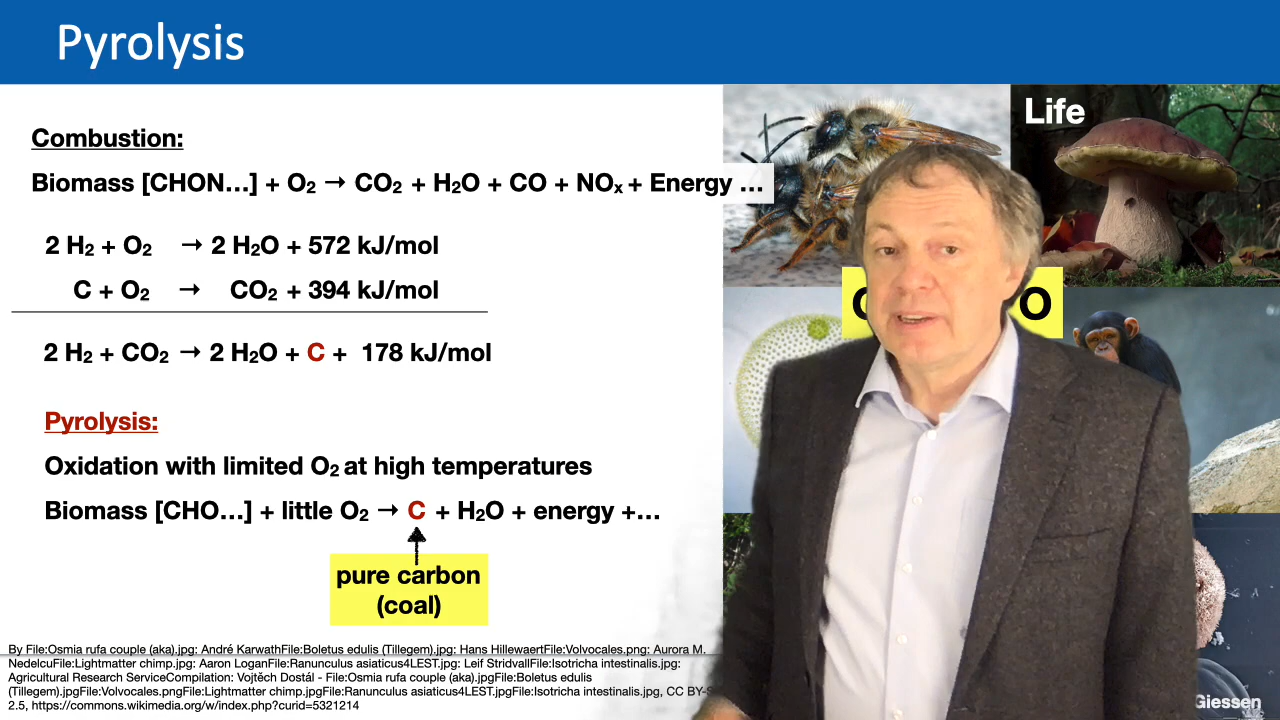 Pyrolysis
Combustion:
Biomass [CHON…] + O₂ → CO₂ + H₂O + CO + NOₓ + Energy …
2 H₂ + O₂ → 2 H₂O + 572 kJ/mol
C + O₂ → CO₂ + 394 kJ/mol
2 H₂ + CO₂ → 2 H₂O + C + 178 kJ/mol
Pyrolysis:
Oxidation with limited O₂ at high temperatures
Biomass [CHO…] + little O₂ → C + H₂O + energy +…
pure carbon
(coal)
Life
O
By File:Osmia rufa couple (aka).jpg: André KarwathFile:Boletus edulis (Tillegem).jpg: Hans HillewaertFile:Volvocales.png: Aurora M.
NedelcuFile:Lightmatter chimp.jpg: Aaron LoganFile:Ranunculus asiaticus4LEST.jpg: Leif StridvallFile:Isotricha intestinalis.jpg:
Agricultural Research ServiceCompilation: Vojtěch Dostál - File:Osmia rufa couple (aka).jpgFile:Boletus edulis
(Tillegem).jpgFile:Volvocales.pngFile:Lightmatter chimp.jpgFile:Ranunculus asiaticus4LEST.jpgFile:Isotricha intestinalis.jpg, CC BY-S
2.5, https://commons.wikimedia.org/w/index.php?curid=5321214
Giessen